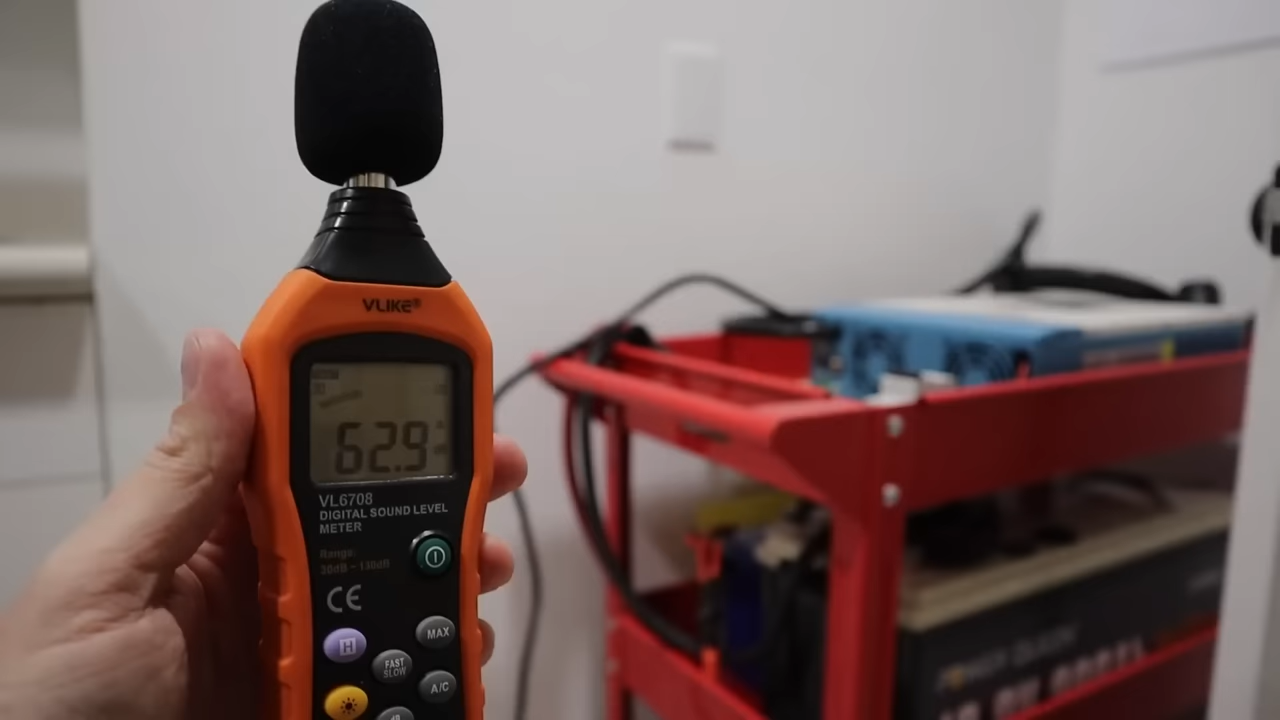 VLIKE®
62.9
VL6708
DIGITAL SOUND LEVEL
METER
Range:
30dB ~ 130dB
CE
H
MAX
FAST
SLOW
A/C